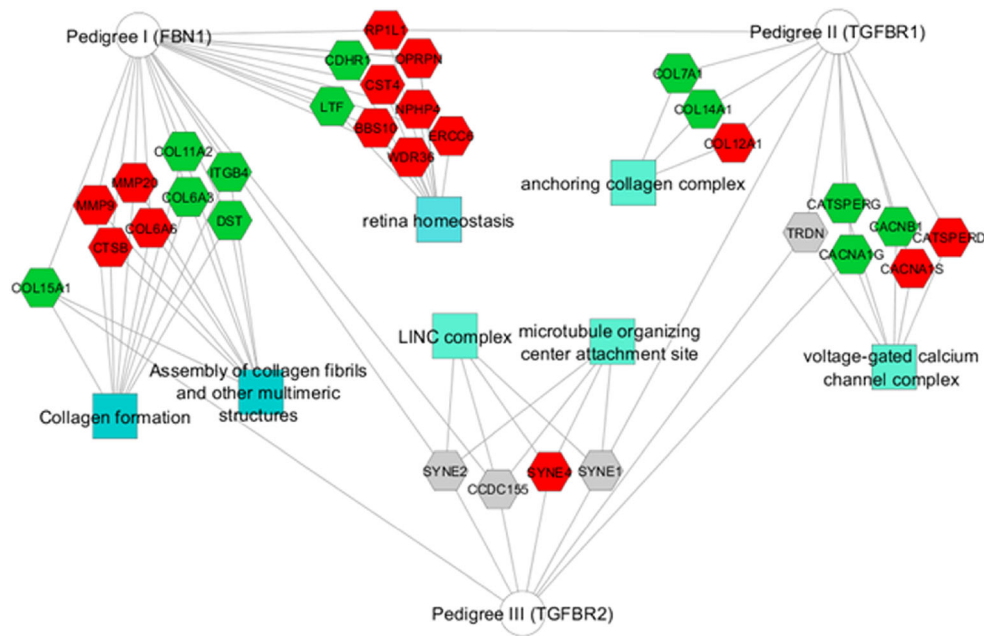 Pedigree I (FBN1)
RP1L1
Pedigree II (TGFBR1)
CDHR1
OPRPN
CST4
COL7A1
LTF
NPHP4
COL14A1
BBS10
ERCC6
COL12A1
WDR36
COL11A2
ITGB4
MMP20
COL6A3
anchoring collagen complex
CATSPERG
MMP9
DST
retina homeostasis
CTSB
COL6A6
TRDN
CACNB1
CATSPERD
CACNA1G
CACNA1S
COL15A1
LINC complex
microtubule organizing
center attachment site
voltage-gated calcium
channel complex
Assembly of collagen fibrils
and other multimeric
structures
Collagen formation
SYNE2
CCDC155
SYNE4
SYNE1
Pedigree III (TGFBR2)